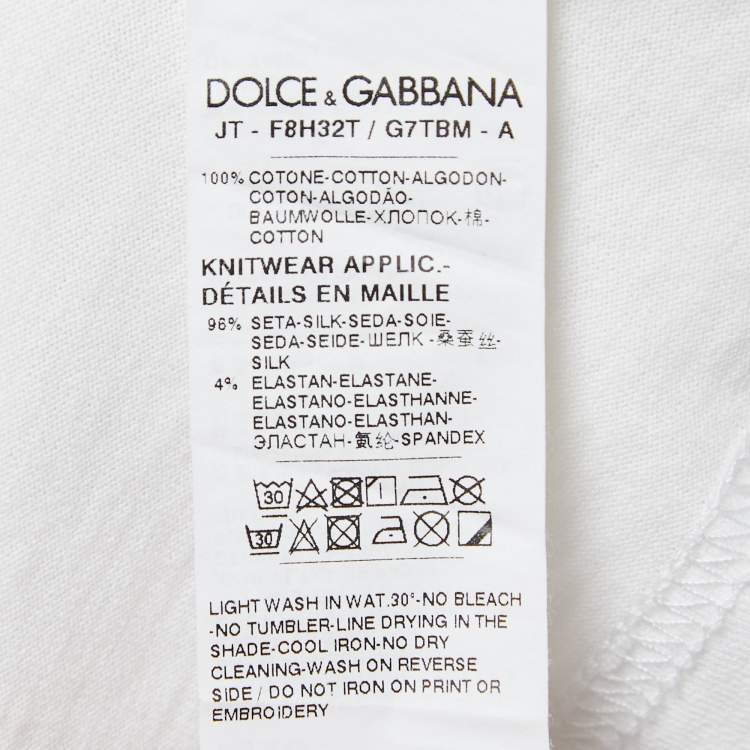 DOLCE & GABBANA
JT - F8H32T / G7TBM - A
100% COTONE-COTTON-ALGODON-
COTON-ALGODÃO-
BAUMWOLLE-ХЛОПОК-棉-
COTTON
KNITWEAR APPLIC.-
DÉTAILS EN MAILLE
96% SETA-SILK-SEDA-SOIE-
SEDA-SEIDE-ШЕЛК-桑蚕丝-
SILK
4% ELASTAN-ELASTANE-
ELASTANO-ELASTHANNE-
ELASTANO-ELASTHAN-
ЭЛАСТАН-氨纶-SPANDEX
30
30
LIGHT WASH IN WAT.30°-NO BLEACH
-NO TUMBLER-LINE DRYING IN THE
SHADE-COOL IRON-NO DRY
CLEANING-WASH ON REVERSE
SIDE / DO NOT IRON ON PRINT OR
EMBROIDERY